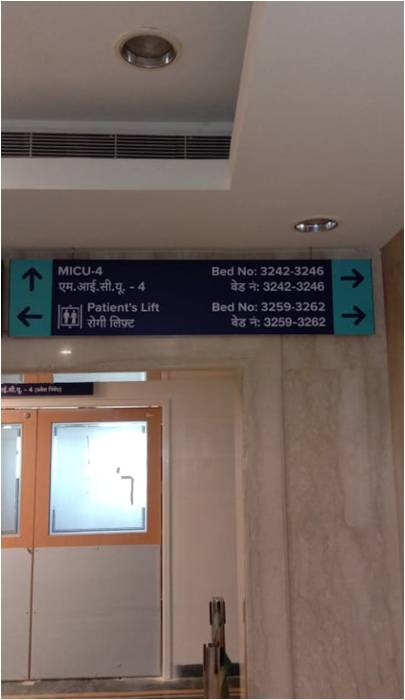 MICU-4
एम.आई.सी.यू. - 4
Patient's Lift
रोगी लिफ़्ट
Bed No: 3242-3246
बेड नं: 3242-3246
Bed No: 3259-3262
बेड नं: 3259-3262
- 4